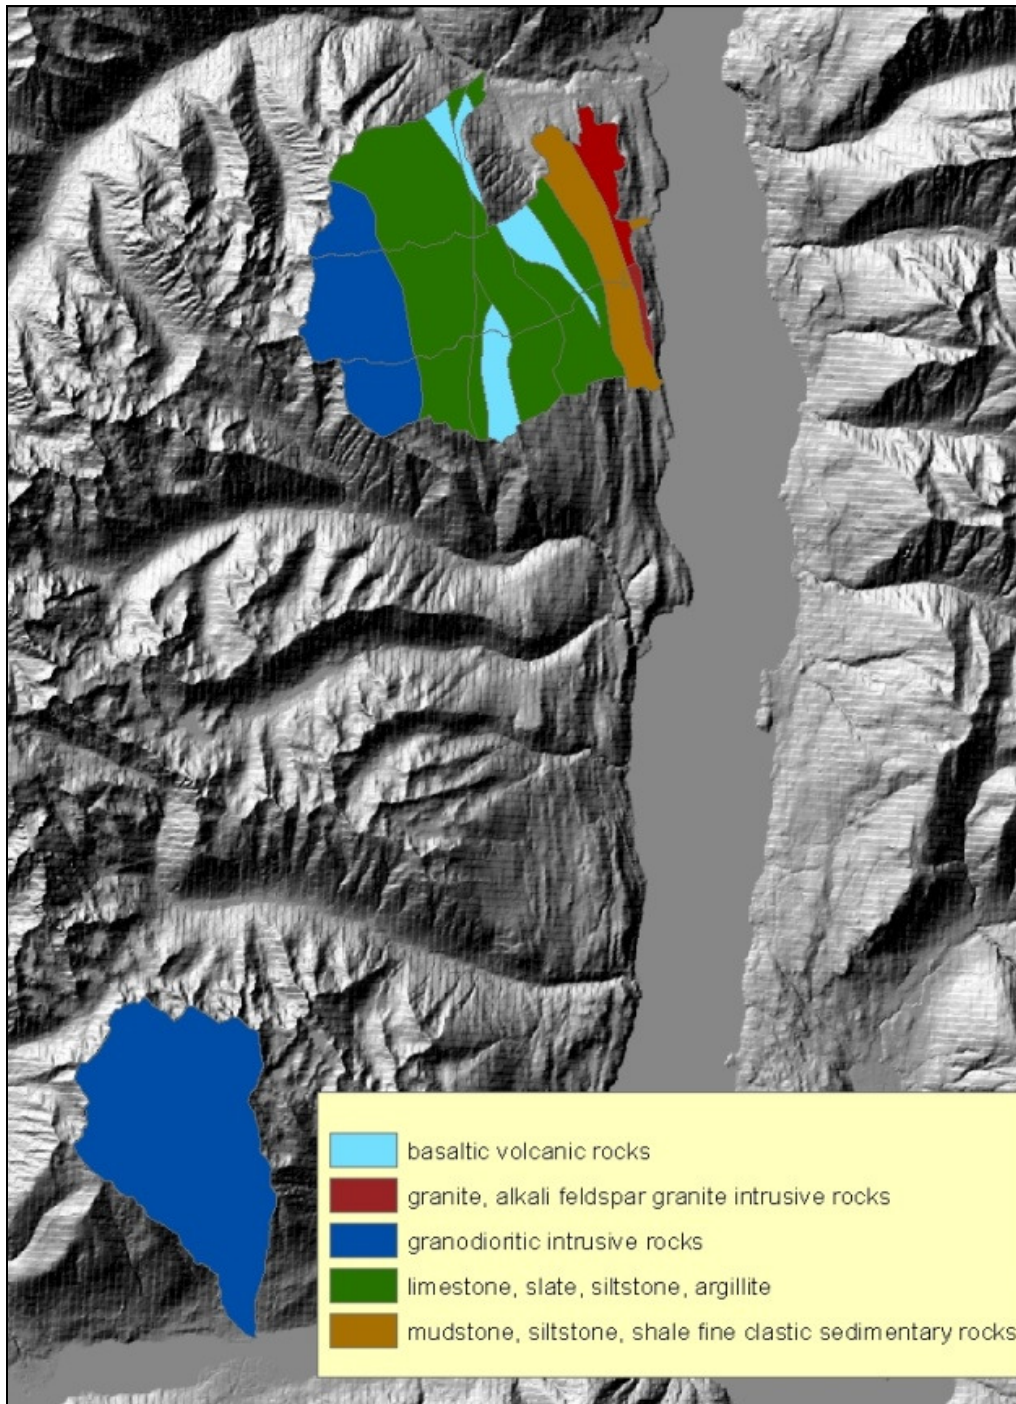 basaltic volcanic rocks
granite, alkali feldspar granite intrusive rocks
granodioritic intrusive rocks
limestone, slate, siltstone, argillite
mudstone, siltstone, shale fine clastic sedimentary rocks